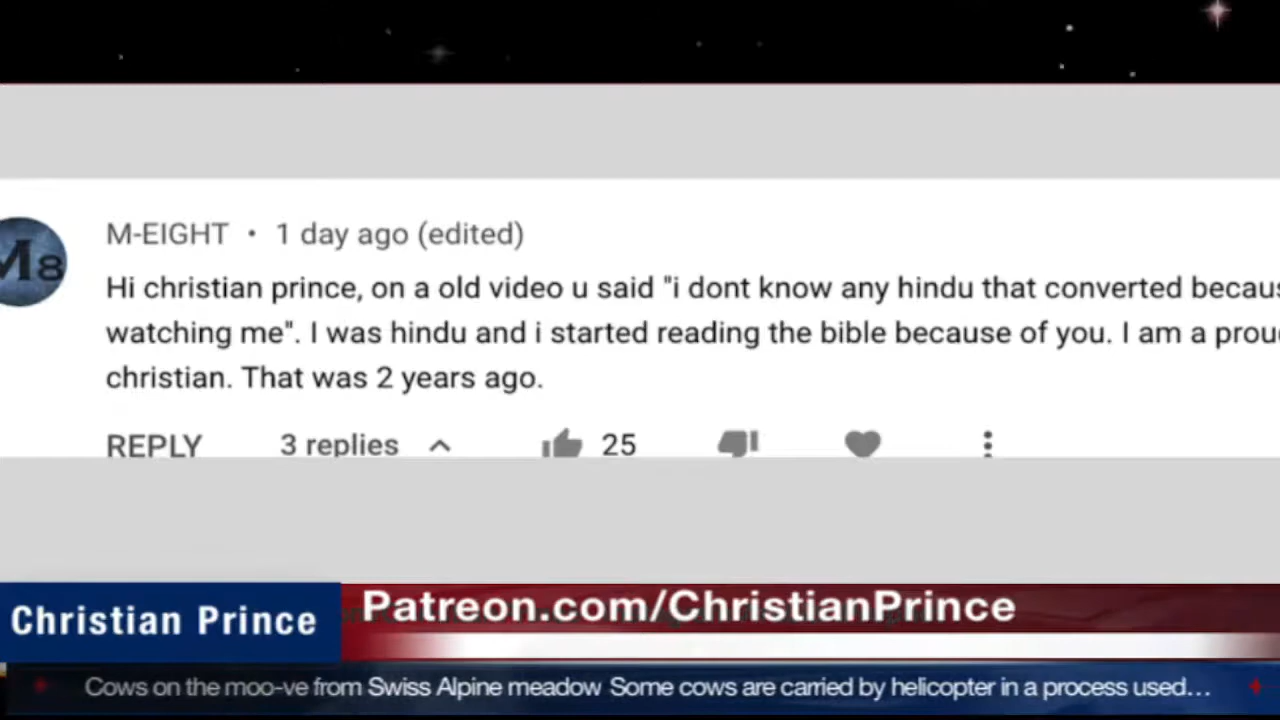 M8
M-EIGHT • 1 day ago (edited)
Hi christian prince, on a old video u said "i dont know any hindu that converted
watching me". I was hindu and i started reading the bible because of you. I am a
christian. That was 2 years ago.
REPLY 3 replies 25
Christian Prince
Patreon.com/ChristianPrince
Cows on the moo-ve from Swiss Alpine meadow Some cows are carried by helicopter in a process used...